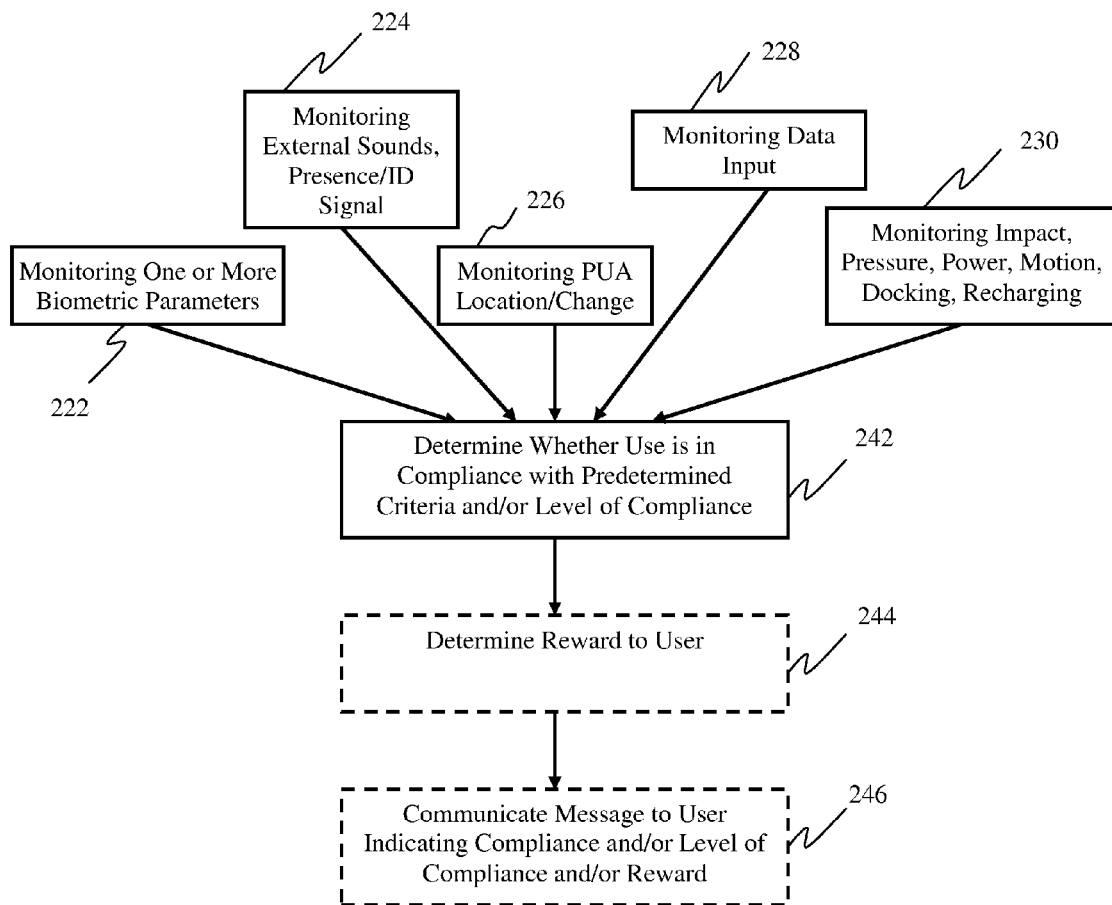 224
Monitoring
External Sounds,
Presence/ID
Signal
228
Monitoring Data
Input
230
Monitoring Impact,
Pressure, Power, Motion,
Docking, Recharging
226
Monitoring PUA
Location/Change
Monitoring One or More
Biometric Parameters
222
Determine Whether Use is in
Compliance with Predetermined
Criteria and/or Level of Compliance
242
Determine Reward to User
244
Communicate Message to User
Indicating Compliance and/or Level of
Compliance and/or Reward
246